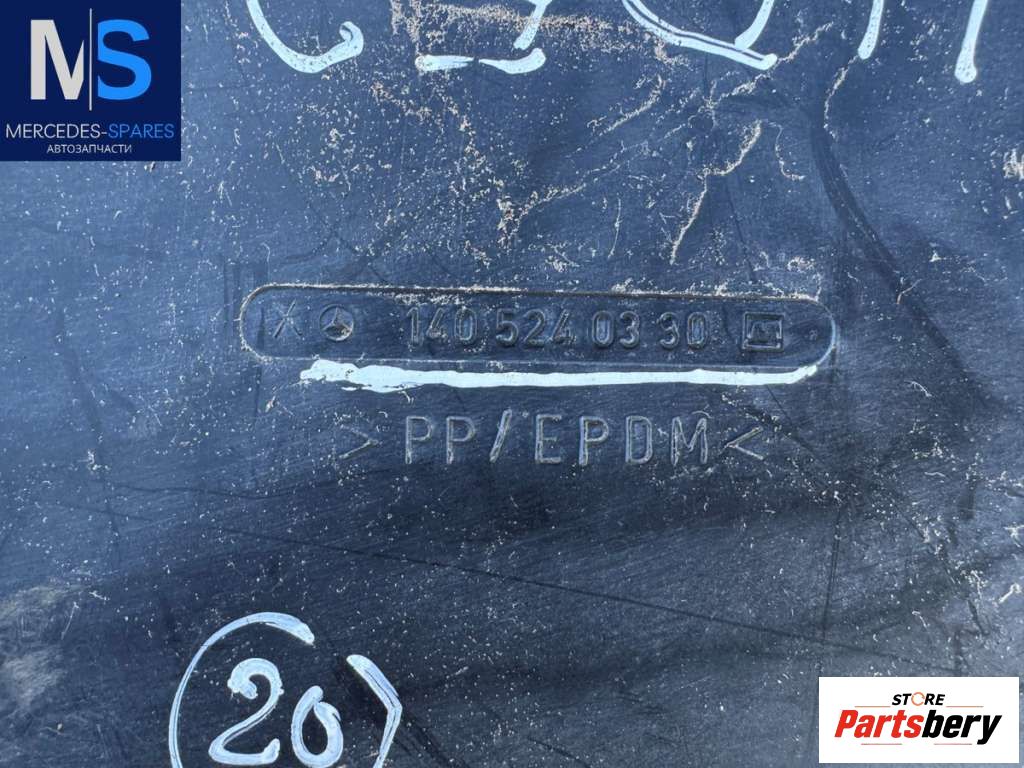 MS
MERCEDES-SPARES
АВТОЗАПЧАСТИ
X 140 524 03 30
>PP/EPDM<
20
STORE
Partsbery